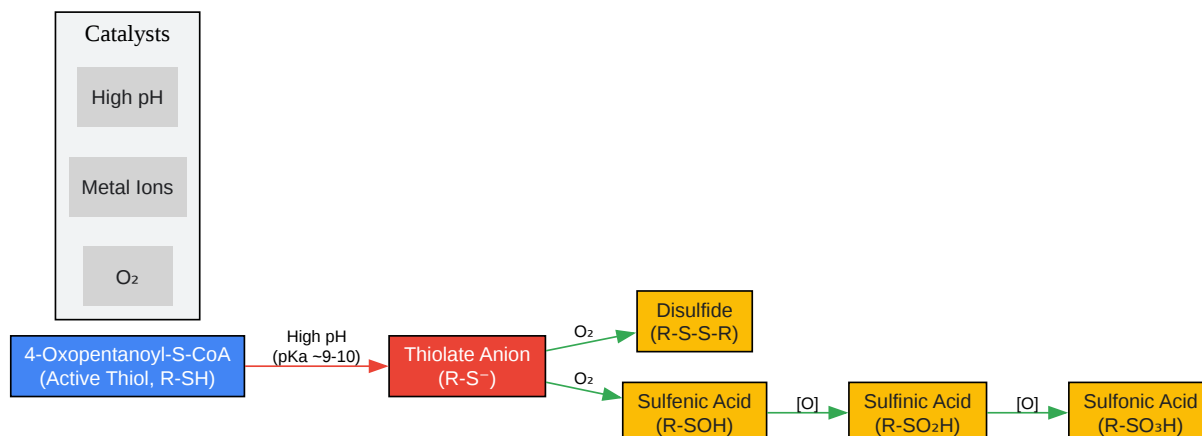 Catalysts
High pH
Metal Ions
O₂
4-Oxopentanoyl-S-CoA
(Active Thiol, R-SH)
High pH
(pKa ~9-10)
Thiolate Anion
(R-S⁻)
O₂
Disulfide
(R-S-S-R)
O₂
Sulfenic Acid
(R-SOH)
[O]
Sulfinic Acid
(R-SO₂H)
[O]
Sulfonic Acid
(R-SO₃H)